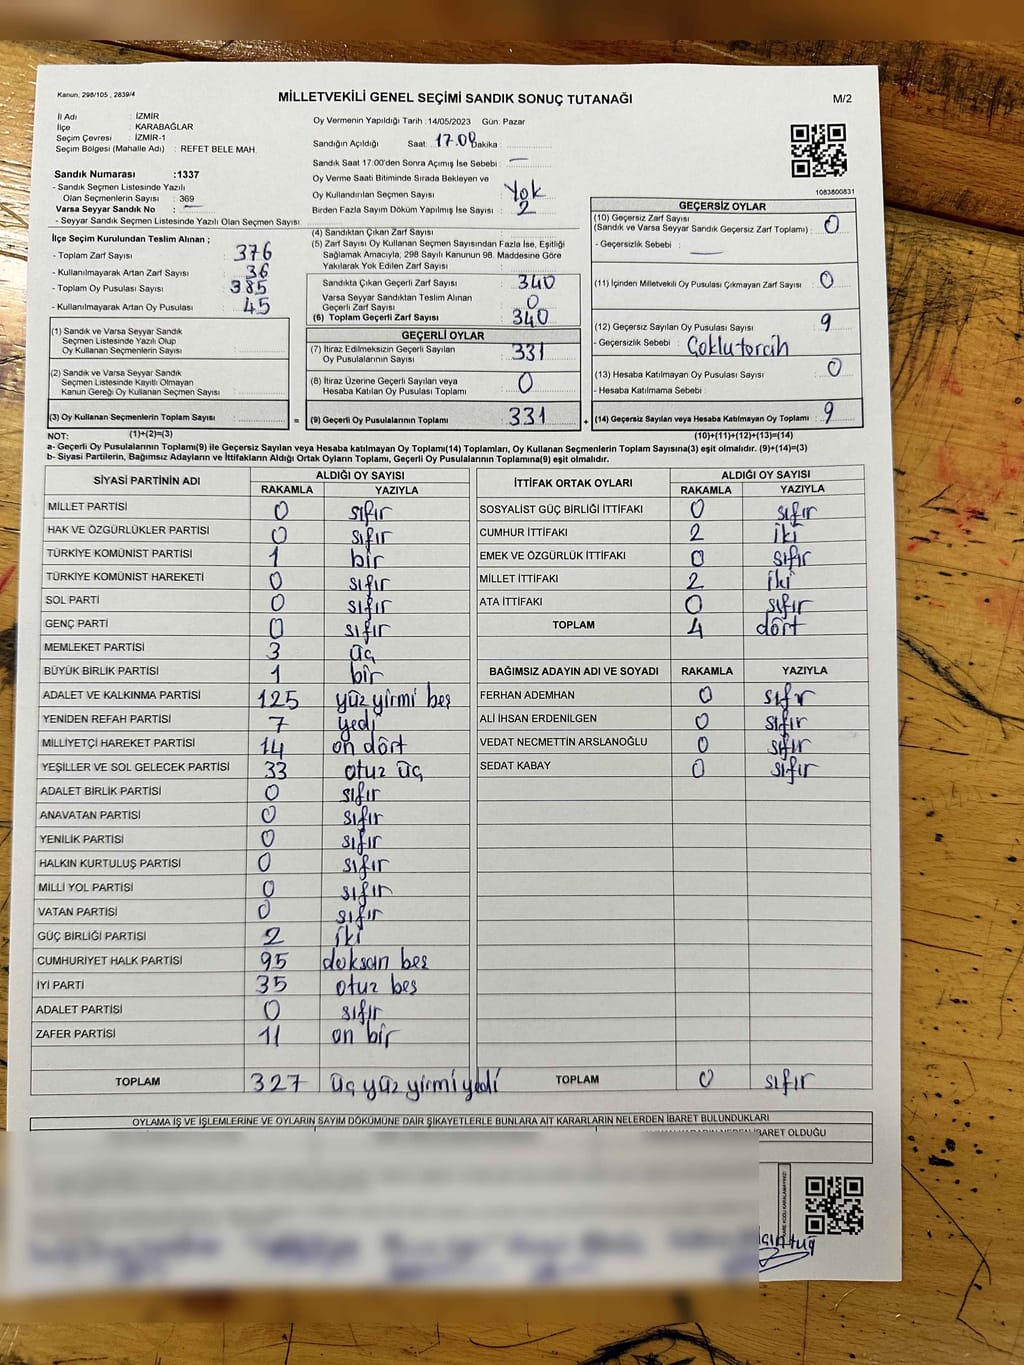 Kanun; 298/105 , 2839/4
MİLLETVEKİLİ GENEL SEÇİMİ SANDIK SONUÇ TUTANAĞI
M/2
İl Adı : İZMİR
İlçe : KARABAĞLAR
Seçim Çevresi : İZMİR-1
Seçim Bölgesi (Mahalle Adı) : REFET BELE MAH.
Sandık Numarası :1337
- Sandık Seçmen Listesinde Yazılı
Olan Seçmenlerin Sayısı : 369
Varsa Seyyar Sandık No : —
- Seyyar Sandık Seçmen Listesinde Yazılı Olan Seçmen Sayısı:
Oy Vermenin Yapıldığı Tarih :14/05/2023 Gün: Pazar
Sandığın Açıldığı Saat: 17.00 Dakika :
Sandık Saat 17:00'den Sonra Açımış İse Sebebi : —
Oy Verme Saati Bitiminde Sırada Bekleyen ve
Oy Kullandırılan Seçmen Sayısı : Yok
Birden Fazla Sayım Döküm Yapılmış İse Sayısı : 2
1083800831
İlçe Seçim Kurulundan Teslim Alınan ;
- Toplam Zarf Sayısı : 376
- Kullanılmayarak Artan Zarf Sayısı : 36
- Toplam Oy Pusulası Sayısı : 385
- Kullanılmayarak Artan Oy Pusulası : 45
(1) Sandık ve Varsa Seyyar Sandık
Seçmen Listesinde Yazılı Olup
Oy Kullanan Seçmenlerin Sayısı :
(2) Sandık ve Varsa Seyyar Sandık
Seçmen Listesinde Kayıtlı Olmayan
Kanun Gereği Oy Kullanan Seçmen Sayısı :
(3) Oy Kullanan Seçmenlerin Toplam Sayısı :
(4) Sandıktan Çıkan Zarf Sayısı :
(5) Zarf Sayısı Oy Kullanan Seçmen Sayısından Fazla İse, Eşitliği
Sağlamak Amacıyla, 298 Sayılı Kanunun 98. Maddesine Göre
Yakılarak Yok Edilen Zarf Sayısı :
Sandıkta Çıkan Geçerli Zarf Sayısı : 340
Varsa Seyyar Sandıktan Teslim Alınan
Geçerli Zarf Sayısı : 0
(6) Toplam Geçerli Zarf Sayısı : 340
GEÇERLİ OYLAR
(7) İtiraz Edilmeksizin Geçerli Sayılan
Oy Pusulalarının Sayısı : 331
(8) İtiraz Üzerine Geçerli Sayılan veya
Hesaba Katılan Oy Pusulası Toplamı : 0
= (9) Geçerli Oy Pusulalarının Toplamı : 331
GEÇERSİZ OYLAR
(10) Geçersiz Zarf Sayısı
(Sandık ve Varsa Seyyar Sandık Geçersiz Zarf Toplamı) : 0
- Geçersizlik Sebebi : —
(11) İçinden Milletvekili Oy Pusulası Çıkmayan Zarf Sayısı : 0
(12) Geçersiz Sayılan Oy Pusulası Sayısı : 9
- Geçersizlik Sebebi : Çoklu tercih
(13) Hesaba Katılmayan Oy Pusulası Sayısı : 0
- Hesaba Katılmama Sebebi :
+ (14) Geçersiz Sayılan veya Hesaba Katılmayan Oy Toplamı : 9
NOT: (1)+(2)=(3)
(10)+(11)+(12)+(13)=(14)
a- Geçerli Oy Pusulalarının Toplamı(9) ile Geçersiz Sayılan veya Hesaba katılmayan Oy Toplamı(14) Toplamları, Oy Kullanan Seçmenlerin Toplam Sayısına(3) eşit olmalıdır. (9)+(14)=(3)
b- Siyasi Partilerin, Bağımsız Adayların ve İttifakların Aldığı Ortak Oyların Toplamı, Geçerli Oy Pusulalarının Toplamına(9) eşit olmalıdır.
SİYASİ PARTİNİN ADI ALDIĞI OY SAYISI
RAKAMLA YAZIYLA
MİLLET PARTİSİ 0 sıfır
HAK VE ÖZGÜRLÜKLER PARTİSİ 0 sıfır
TÜRKİYE KOMÜNİST PARTİSİ 1 bir
TÜRKİYE KOMÜNİST HAREKETİ 0 sıfır
SOL PARTİ 0 sıfır
GENÇ PARTİ 0 sıfır
MEMLEKET PARTİSİ 3 üç
BÜYÜK BİRLİK PARTİSİ 1 bir
ADALET VE KALKINMA PARTİSİ 125 yüz yirmi beş
YENİDEN REFAH PARTİSİ 7 yedi
MİLLİYETÇİ HAREKET PARTİSİ 14 on dört
YEŞİLLER VE SOL GELECEK PARTİSİ 33 otuz üç
ADALET BİRLİK PARTİSİ 0 sıfır
ANAVATAN PARTİSİ 0 sıfır
YENİLİK PARTİSİ 0 sıfır
HALKIN KURTULUŞ PARTİSİ 0 sıfır
MİLLİ YOL PARTİSİ 0 sıfır
VATAN PARTİSİ 0 sıfır
GÜÇ BİRLİĞİ PARTİSİ 2 iki
CUMHURİYET HALK PARTİSİ 95 doksan beş
İYİ PARTİ 35 otuz beş
ADALET PARTİSİ 0 sıfır
ZAFER PARTİSİ 11 on bir
TOPLAM 327 üç yüz yirmi yedi
İTTİFAK ORTAK OYLARI ALDIĞI OY SAYISI
RAKAMLA YAZIYLA
SOSYALİST GÜÇ BİRLİĞİ İTTİFAKI 0 sıfır
CUMHUR İTTİFAKI 2 iki
EMEK VE ÖZGÜRLÜK İTTİFAKI 0 sıfır
MİLLET İTTİFAKI 2 iki
ATA İTTİFAKI 0 sıfır
TOPLAM 4 dört
BAĞIMSIZ ADAYIN ADI VE SOYADI RAKAMLA YAZIYLA
FERHAN ADEMHAN 0 sıfır
ALİ İHSAN ERDENİLGEN 0 sıfır
VEDAT NECMETTİN ARSLANOĞLU 0 sıfır
SEDAT KABAY 0 sıfır
TOPLAM 0 sıfır
OYLAMA İŞ VE İŞLEMLERİNE VE OYLARIN SAYIM DÖKÜMÜNE DAİR ŞİKAYETLERLE BUNLARA AİT KARARLARIN NELERDEN İBARET BULUNDUKLARI
İBARET OLDUĞU